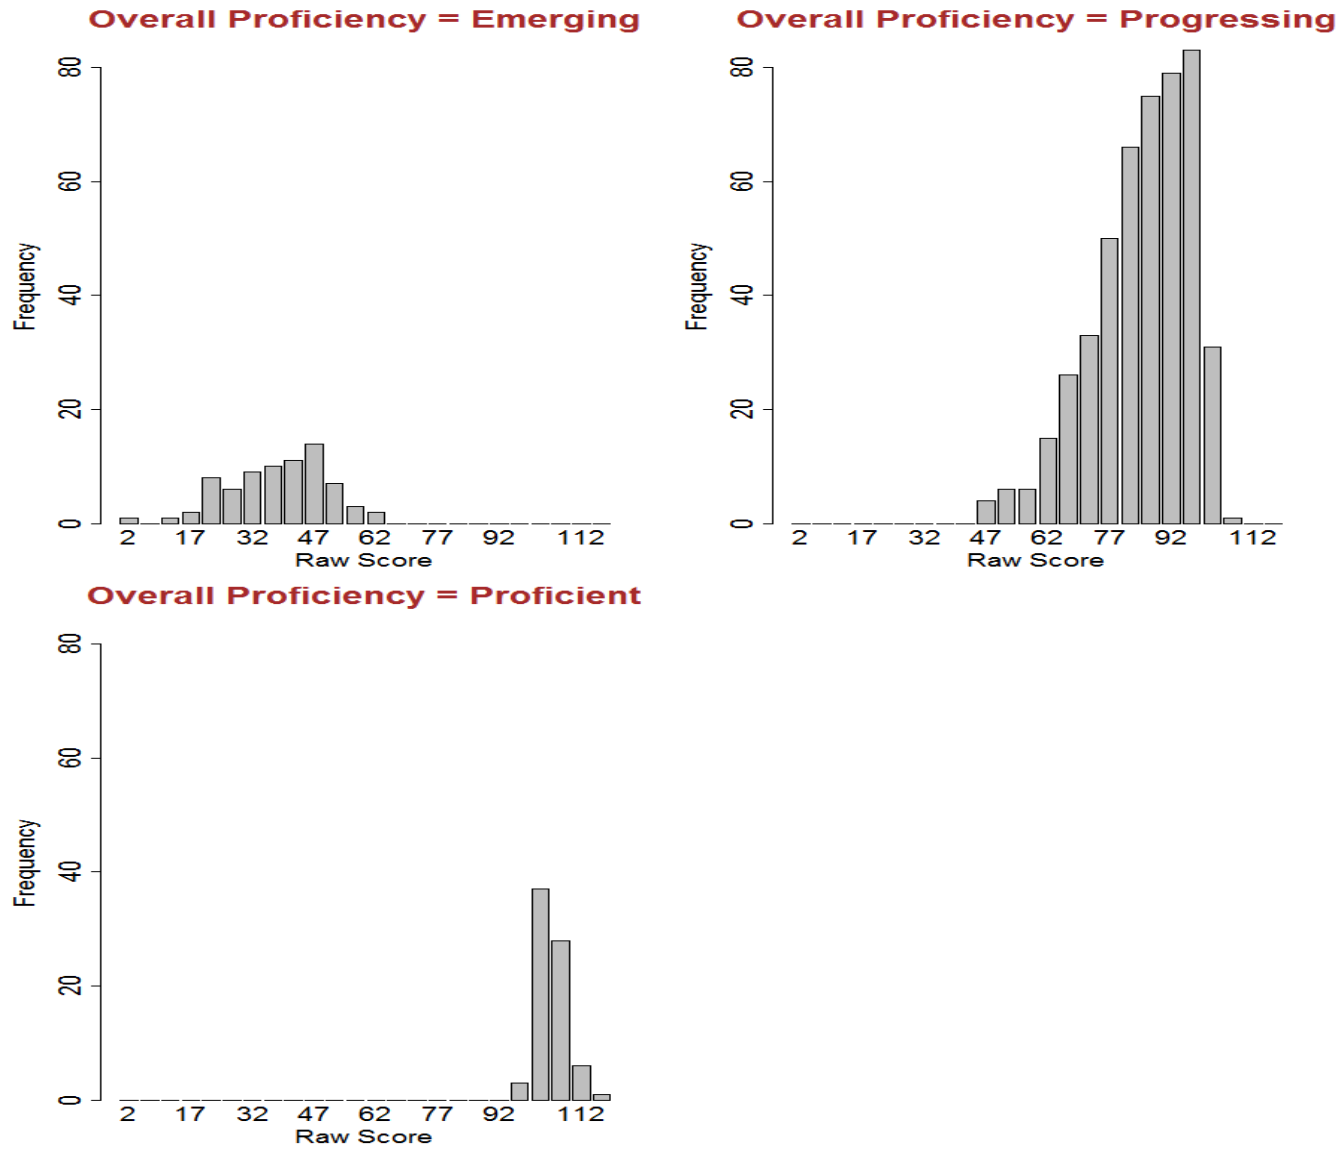 Overall Proficiency = Emerging
80
60
40
20
0
Frequency
2 17 32 47 62 77 92 112
Raw Score
Overall Proficiency = Progressing
80
60
40
20
0
Frequency
2 17 32 47 62 77 92 112
Raw Score
Overall Proficiency = Proficient
80
60
40
20
0
Frequency
2 17 32 47 62 77 92 112
Raw Score